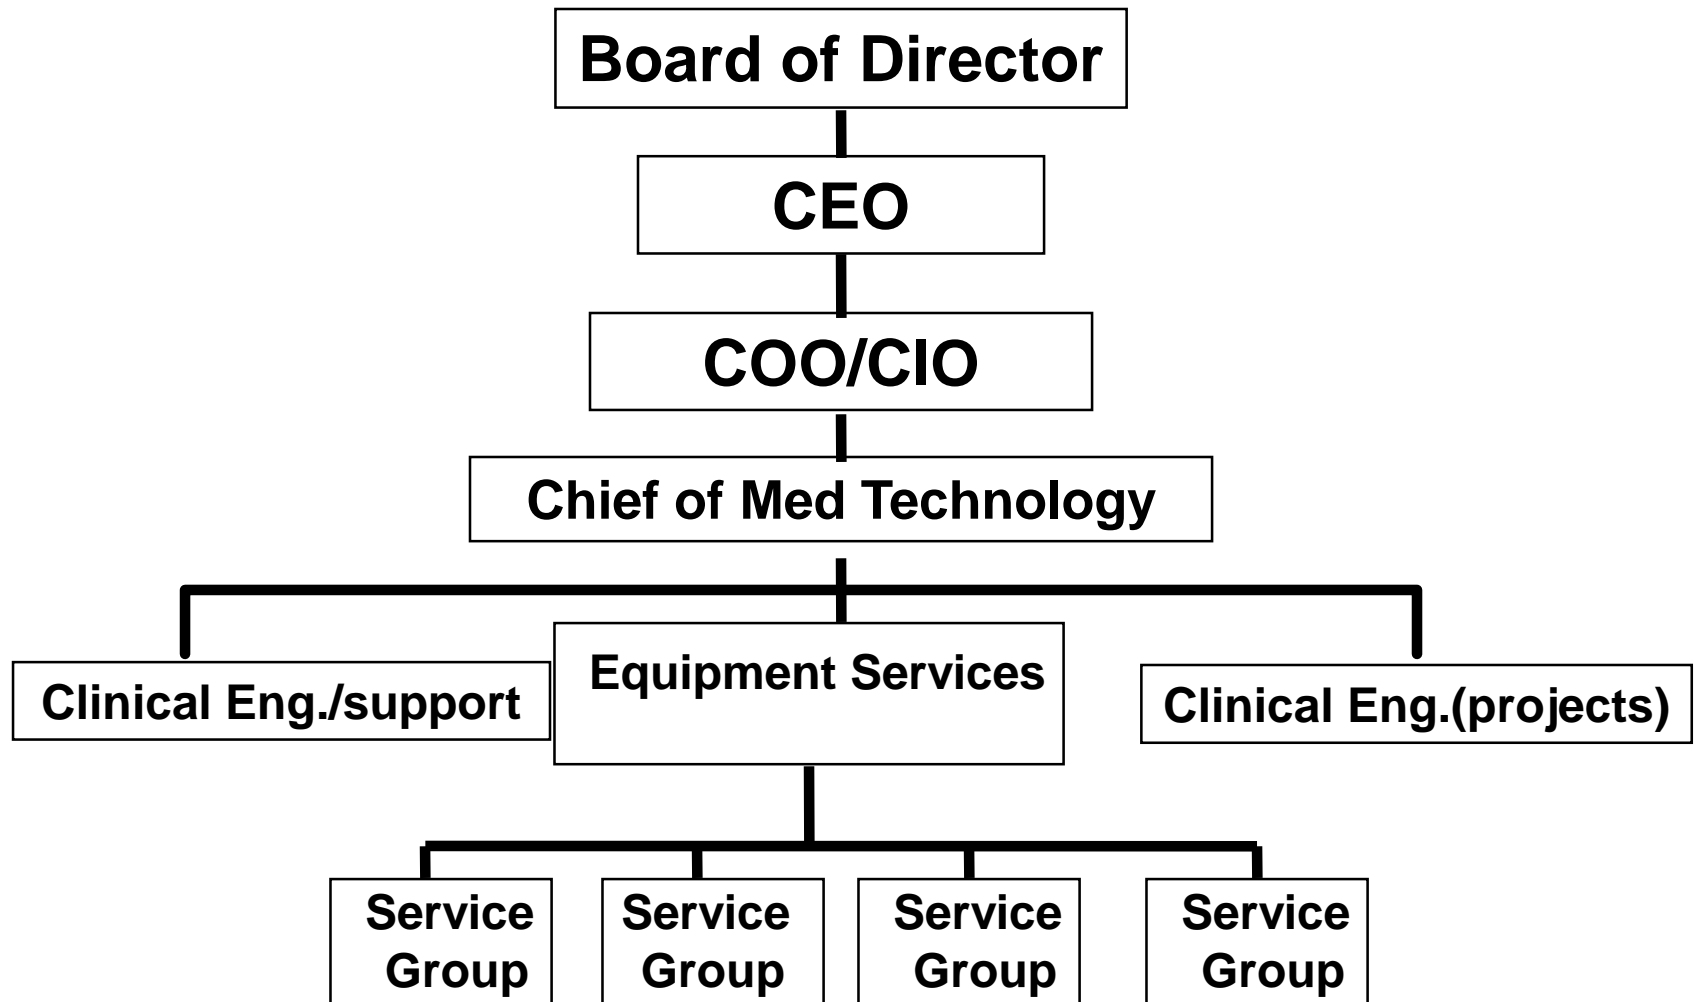 Board of Director
CEO
COO/CIO
Chief of Med Technology
Clinical Eng./support
Equipment Services
Clinical Eng.(projects)
Service
Group
Service
Group
Service
Group
Service
Group